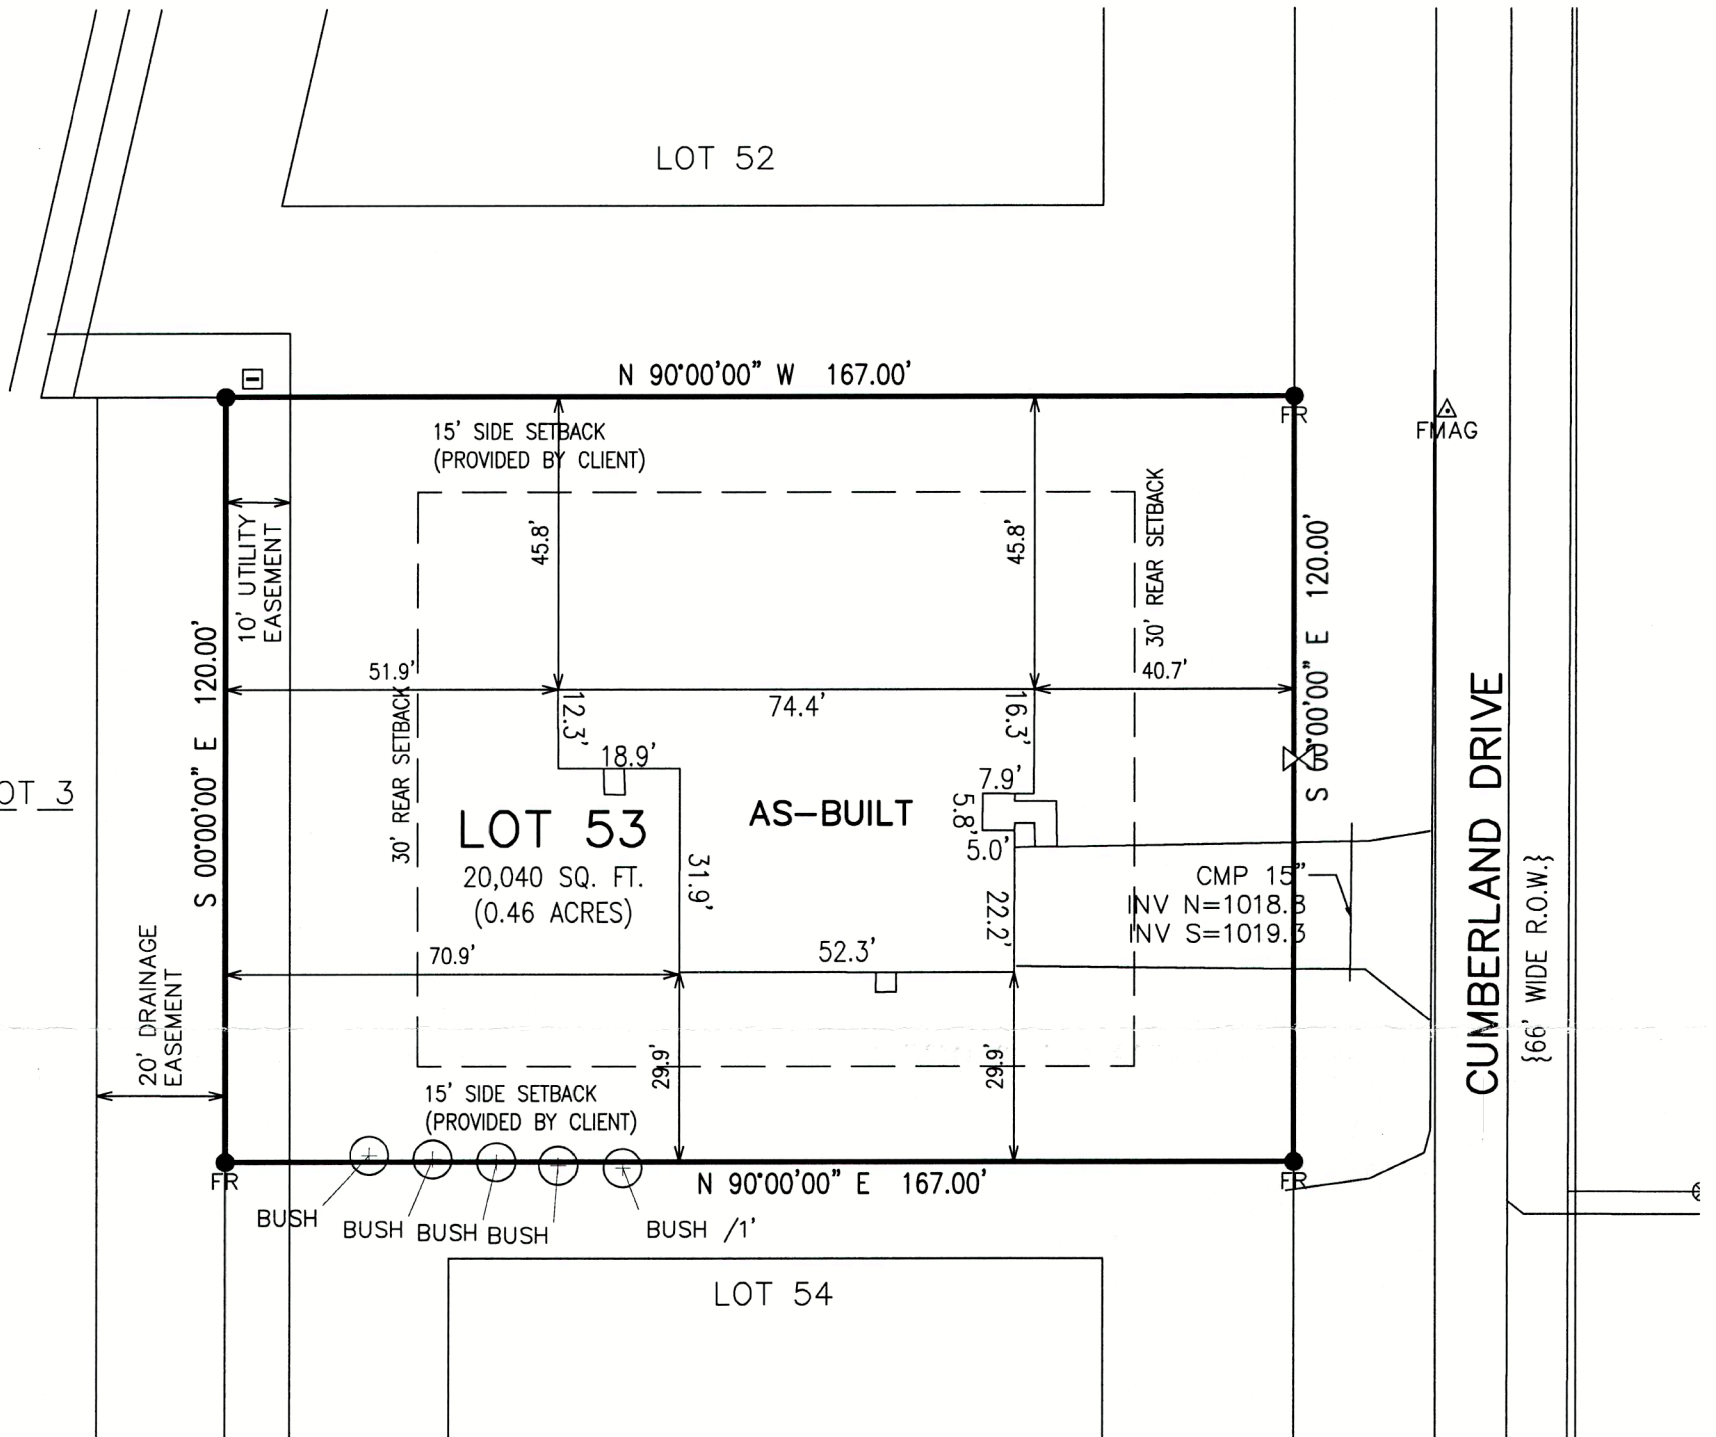 LOT 52
N 90°00'00" W 167.00'
FR
FMAG
15' SIDE SETBACK
(PROVIDED BY CLIENT)
10' UTILITY
EASEMENT
45.8'
45.8'
30' REAR SETBACK
S 00°00'00" E 120.00'
S 00°00'00" E 120.00'
51.9'
74.4'
40.7'
12.3'
16.3'
18.9'
7.9'
5.8'
5.0'
30' REAR SETBACK
OT 3
LOT 53
20,040 SQ. FT.
(0.46 ACRES)
AS-BUILT
31.9'
22.2'
CMP 15"
INV N=1018.8
INV S=1019.3
CUMBERLAND DRIVE
{66' WIDE R.O.W.}
70.9'
52.3'
20' DRAINAGE
EASEMENT
29.9'
29.9'
15' SIDE SETBACK
(PROVIDED BY CLIENT)
FR
N 90°00'00" E 167.00'
FR
BUSH
BUSH
BUSH
BUSH
BUSH /1'
LOT 54